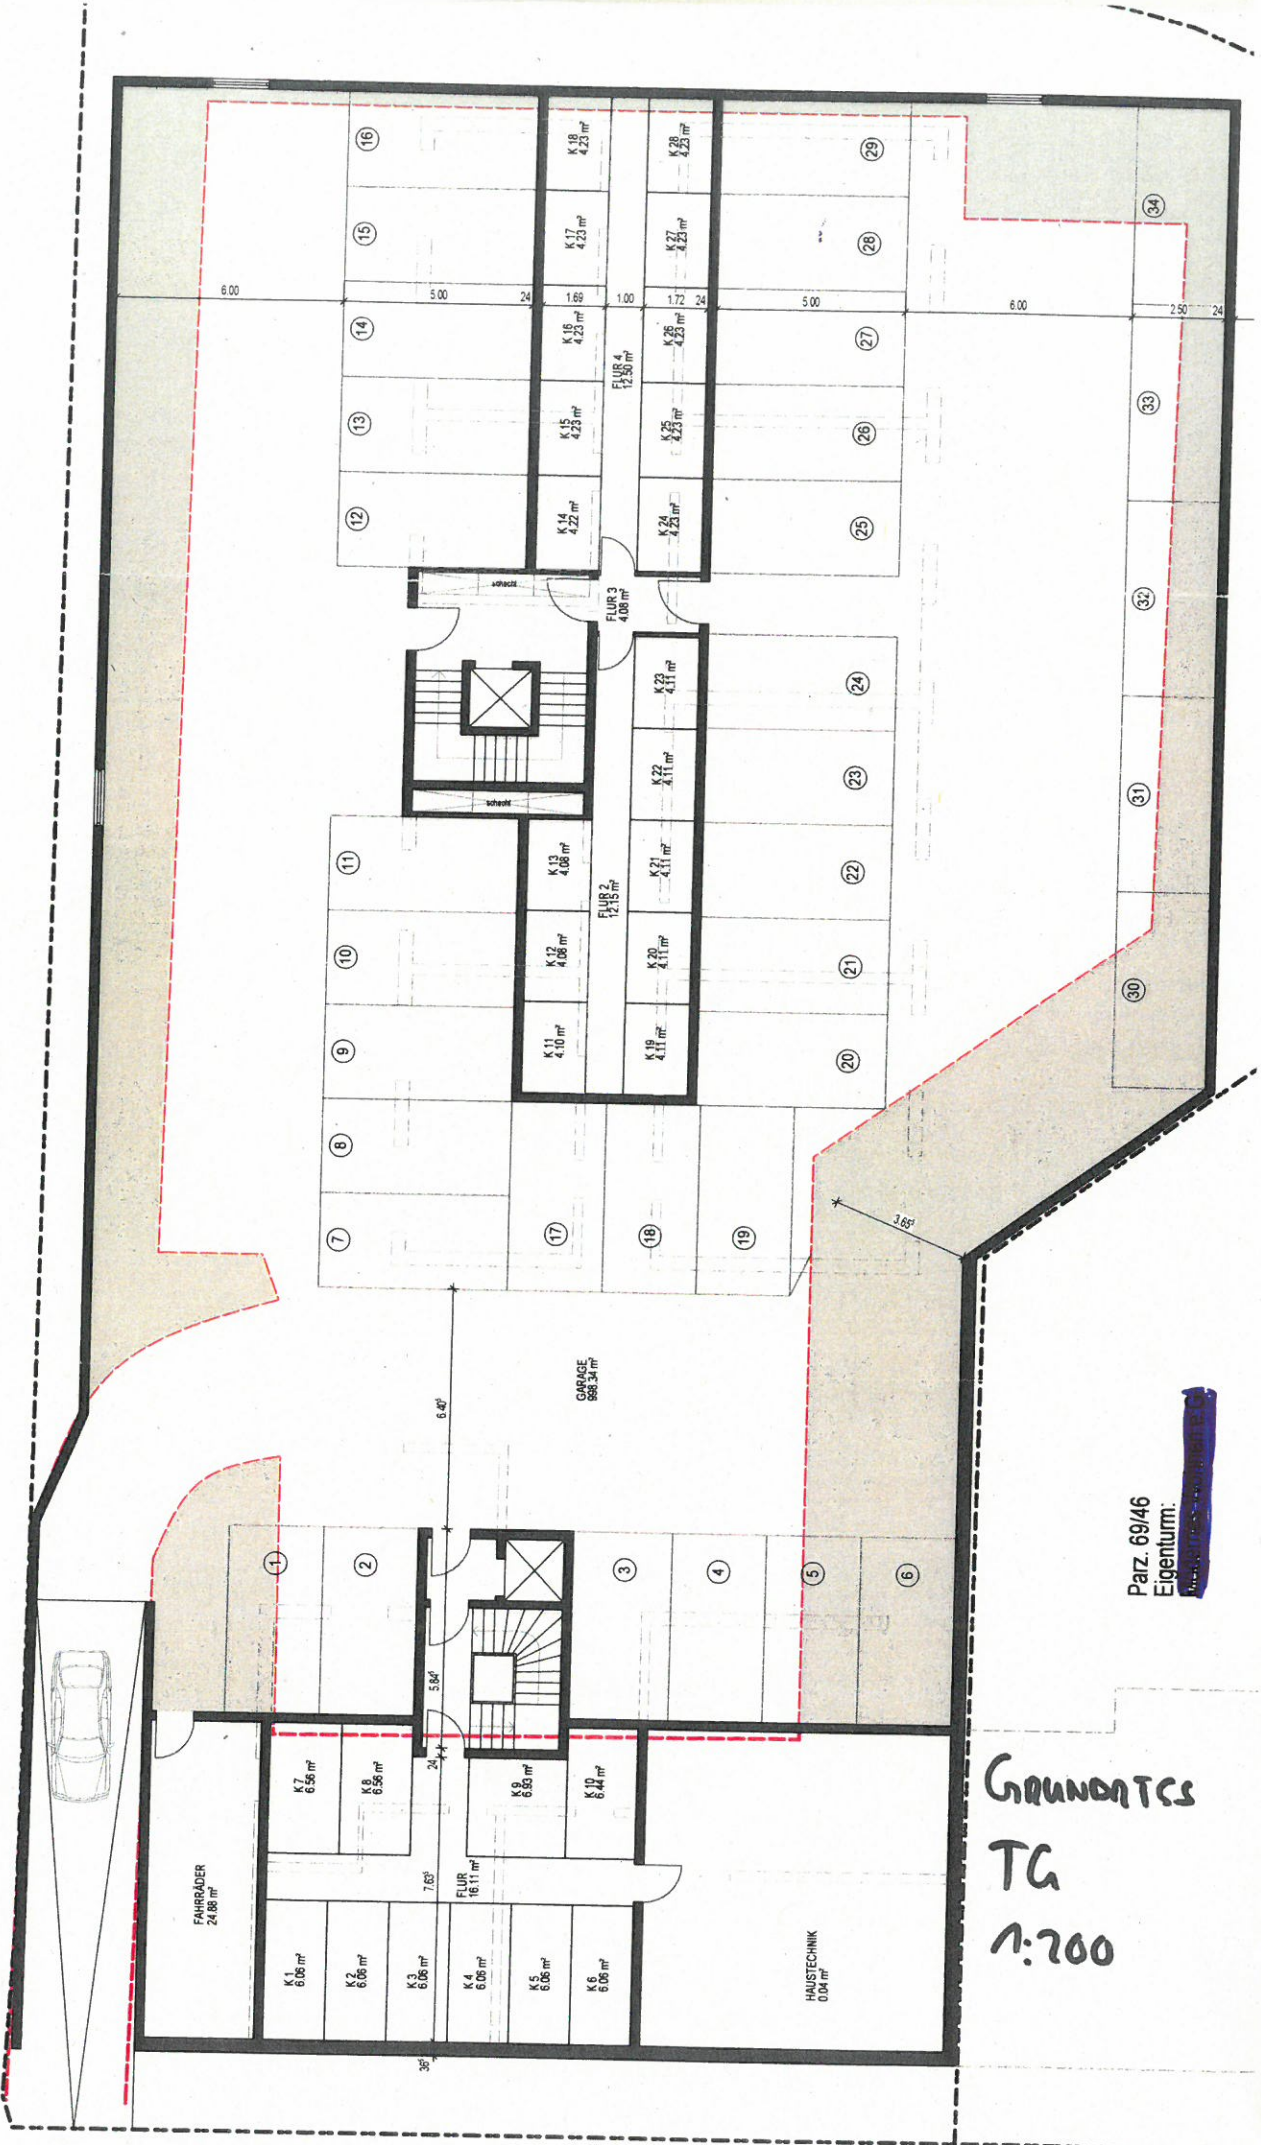 16
15
14
13
12
K 18
4.23 m²
K 17
4.23 m²
K 16
4.23 m²
K 15
4.23 m²
K 14
4.22 m²
FLUR 4
12.50 m²
K 28
4.23 m²
K 27
4.23 m²
K 26
4.23 m²
K 25
4.23 m²
K 24
4.23 m²
29
28
27
26
25
34
33
32
31
30
6.00
5.00
24
1.69
1.00
1.72
24
5.00
6.00
2.50
24
schacht
FLUR 3
4.08 m²
schacht
K 23
4.11 m²
K 22
4.11 m²
K 21
4.11 m²
K 20
4.11 m²
K 19
4.11 m²
FLUR 2
12.15 m²
K 13
4.08 m²
K 12
4.08 m²
K 11
4.10 m²
24
23
22
21
20
11
10
9
8
7
17
18
19
3.65⁵
6.40⁵
GARAGE
998.34 m²
1
2
3
4
5
6
5.84⁵
24
7.63⁵
36⁵
FAHRRÄDER
24.88 m²
K 7
6.56 m²
K 8
6.56 m²
K 9
6.93 m²
K 10
6.44 m²
FLUR
16.11 m²
K 1
6.06 m²
K 2
6.06 m²
K 3
6.06 m²
K 4
6.06 m²
K 5
6.06 m²
K 6
6.06 m²
HAUSTECHNIK
0.04 m²
Parz. 69/46
Eigenturm:
GRUNDRISS
TG
1:200